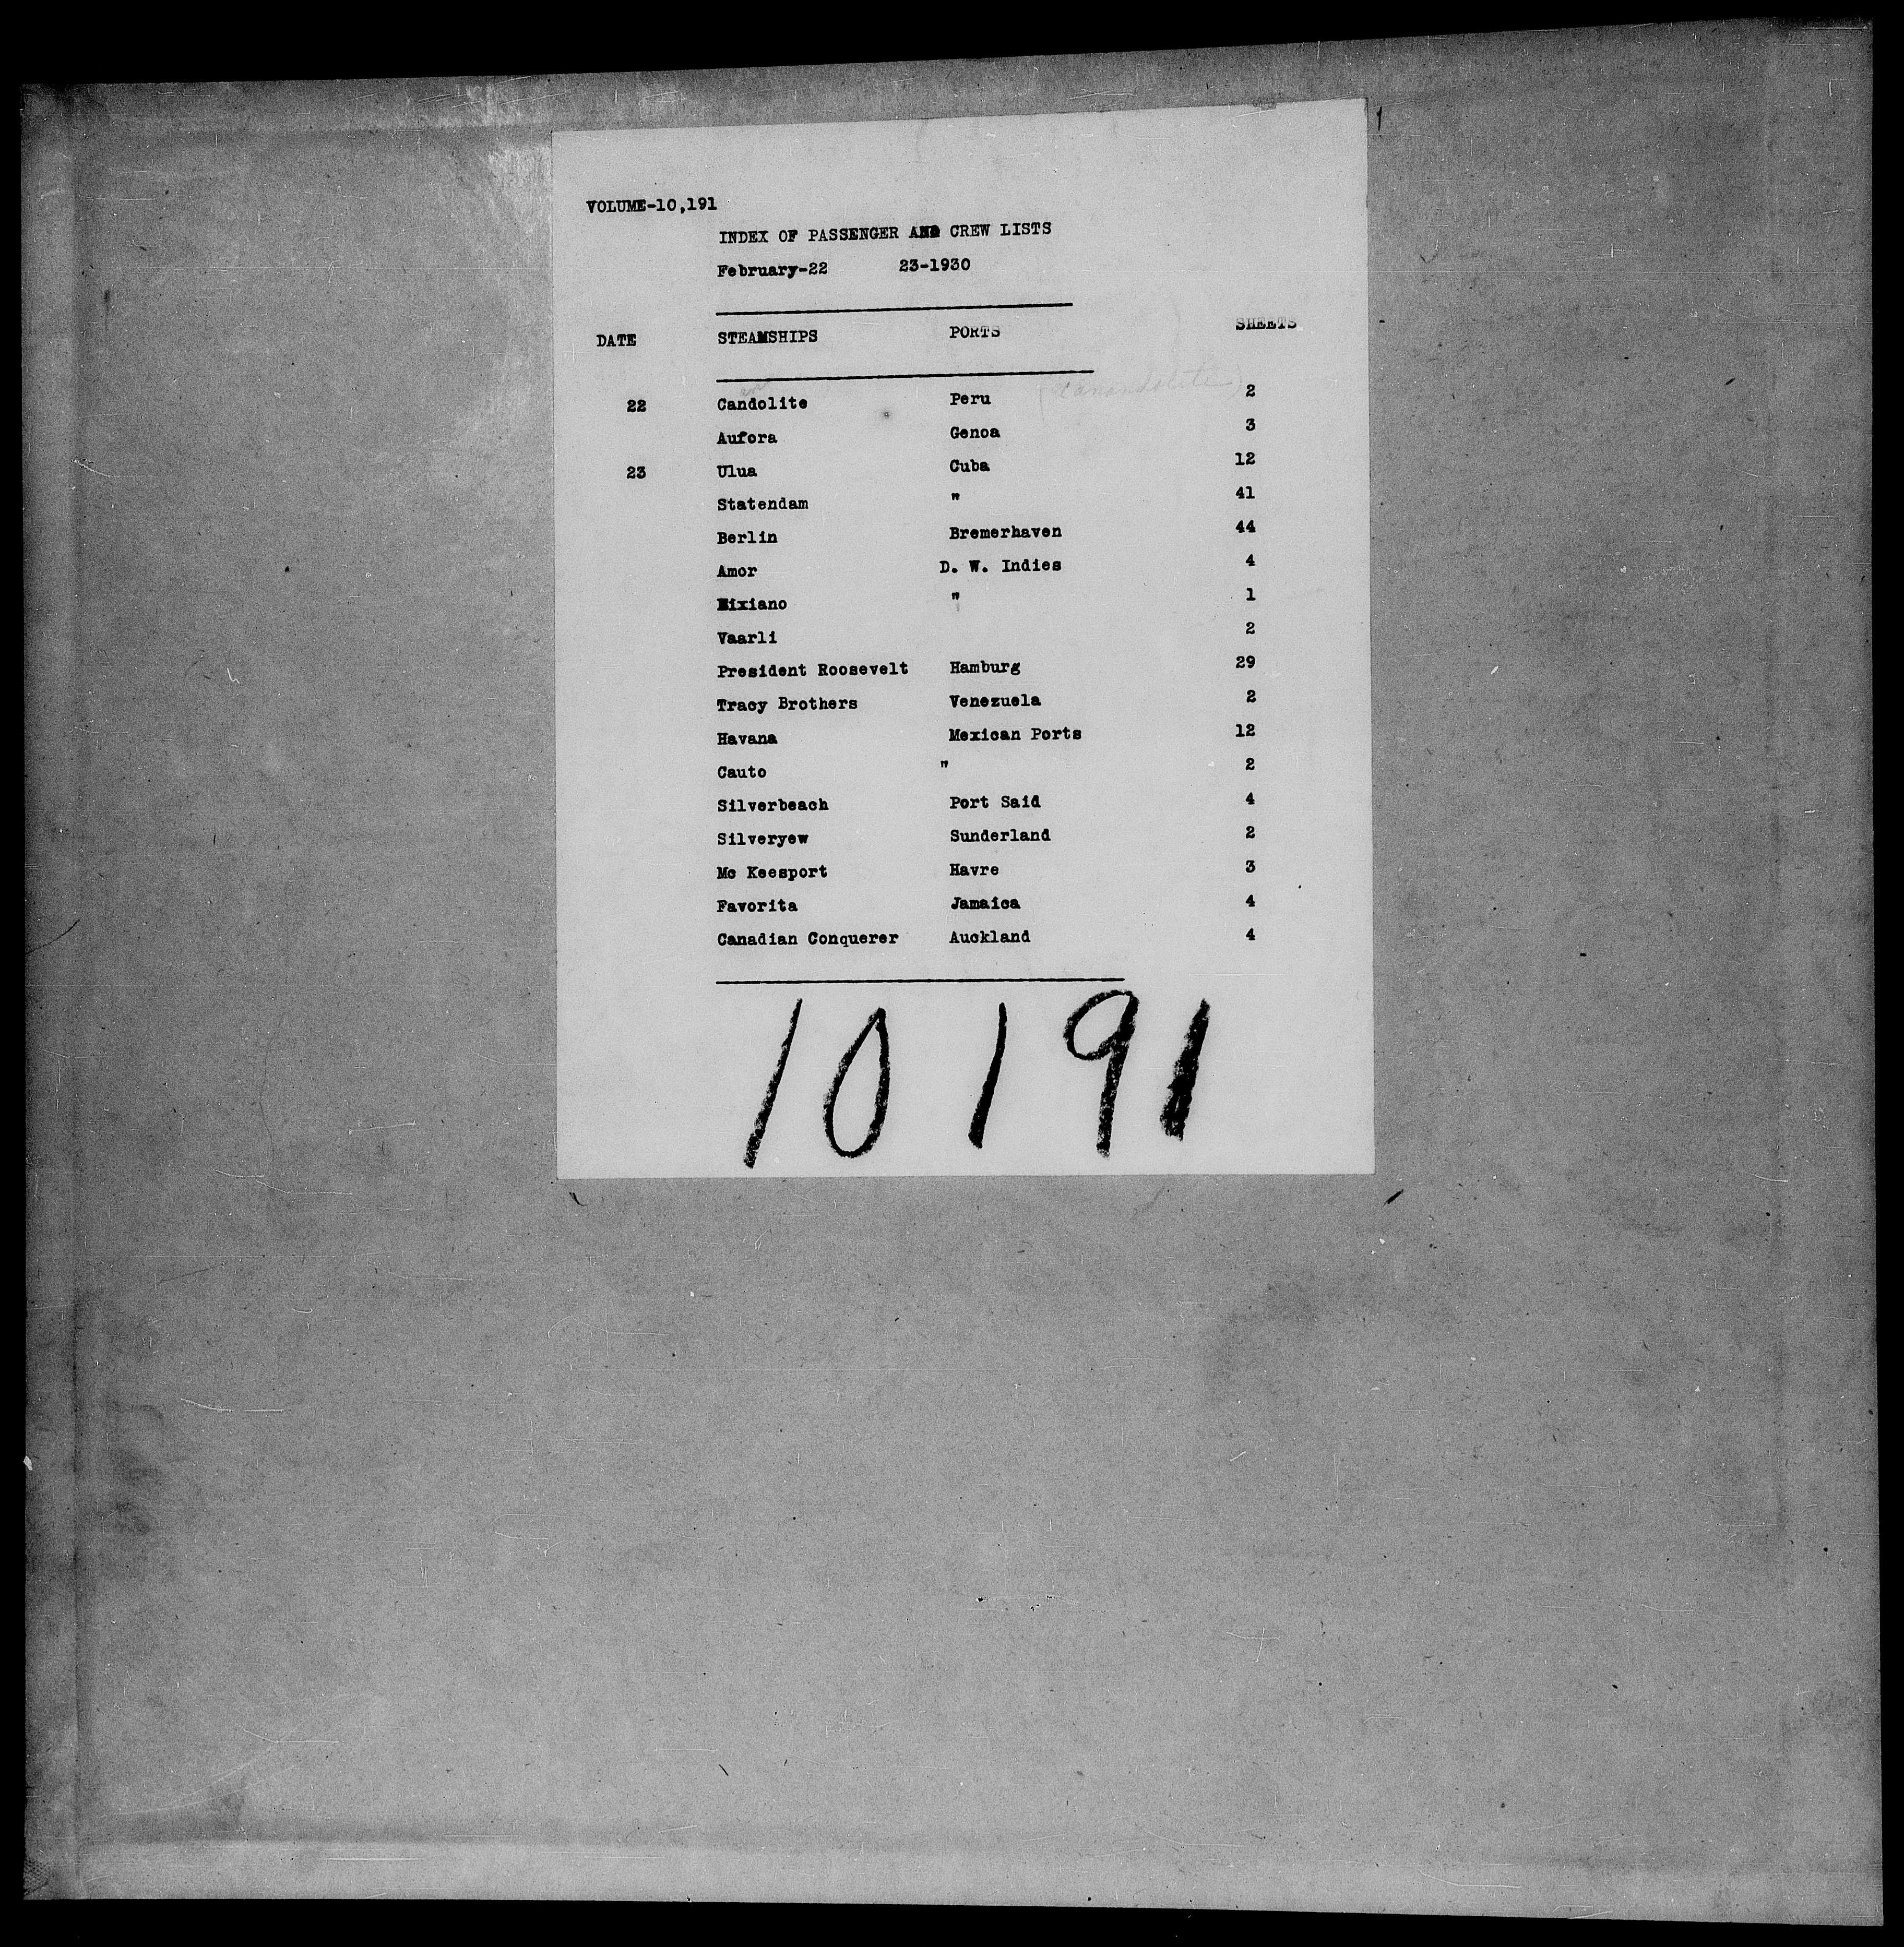 VOLUME-10,191
INDEX OF PASSENGER AND CREW LISTS
February-22 23-1930
DATE STEAMSHIPS PORTS SHEETS
(Canandolite)
22 Candolite Peru 2
Aufora Genoa 3
23 Ulua Cuba 12
Statendam " 41
Berlin Bremerhaven 44
Amor D. W. Indies 4
Mixiano " 1
Vaarli 2
President Roosevelt Hamburg 29
Tracy Brothers Venezuela 2
Havana Mexican Ports 12
Cauto " 2
Silverbeach Port Said 4
Silveryew Sunderland 2
Mc Keesport Havre 3
Favorita Jamaica 4
Canadian Conquerer Auckland 4
10191